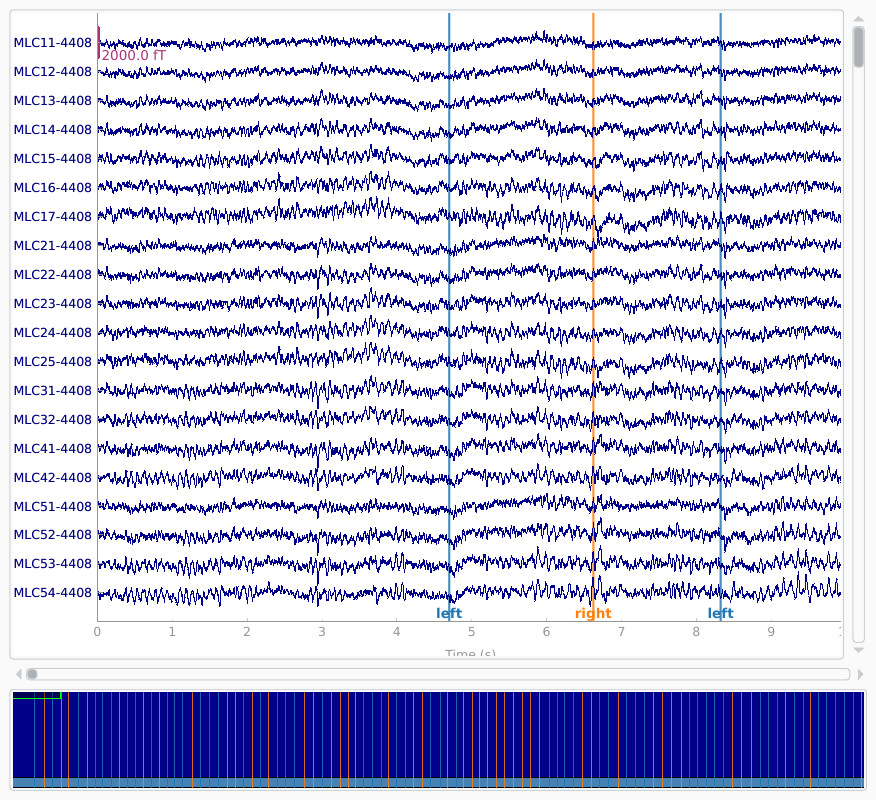 MLC11-4408
2000.0 fT
MLC12-4408
MLC13-4408
MLC14-4408
MLC15-4408
MLC16-4408
MLC17-4408
MLC21-4408
MLC22-4408
MLC23-4408
MLC24-4408
MLC25-4408
MLC31-4408
MLC32-4408
MLC41-4408
MLC42-4408
MLC51-4408
MLC52-4408
MLC53-4408
MLC54-4408
left right left
0 1 2 3 4 5 6 7 8 9
Time (s)